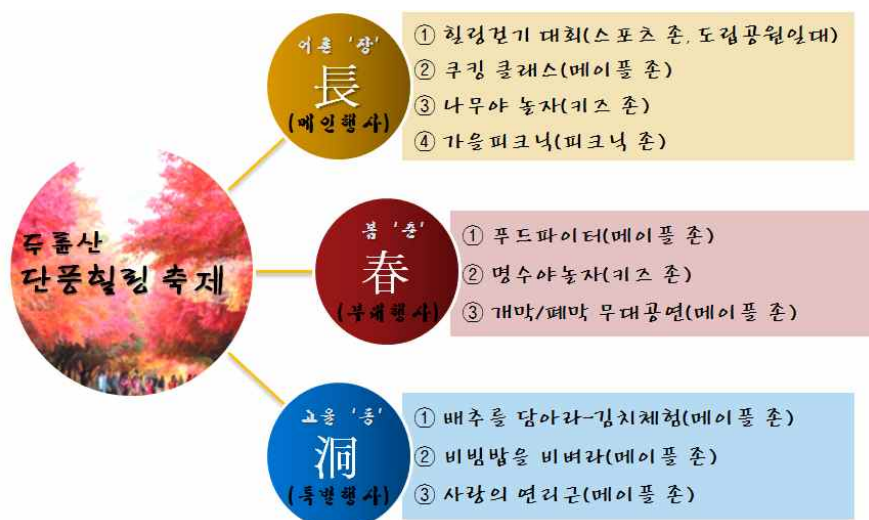 두륜산
단풍힐링 축제
어른 '장'
長
(메인행사)
① 힐링걷기 대회(스포츠 존, 도립공원일대)
② 쿠킹 클래스(메이플 존)
③ 나무야 놀자(키즈 존)
④ 가을피크닉(피크닉 존)
봄 '춘'
春
(부대행사)
① 푸드파이터(메이플 존)
② 명수야놀자(키즈 존)
③ 개막/폐막 무대공연(메이플 존)
고을 '동'
洞
(특별행사)
① 배추를 담아라-김치체험(메이플 존)
② 비빔밥을 비벼라(메이플 존)
③ 사랑의 연리근(메이플 존)